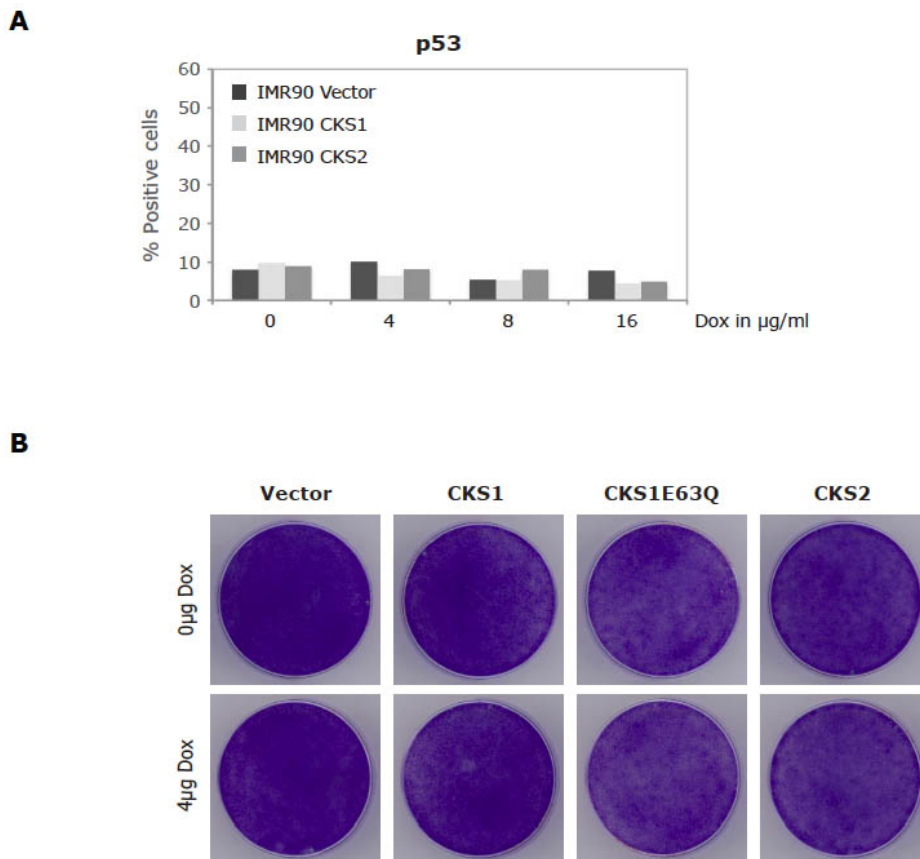 A
p53
60
50
40
30
20
10
0
% Positive cells
IMR90 Vector
IMR90 CKS1
IMR90 CKS2
0 4 8 16 Dox in µg/ml
B
Vector CKS1 CKS1E63Q CKS2
0µg Dox
4µg Dox